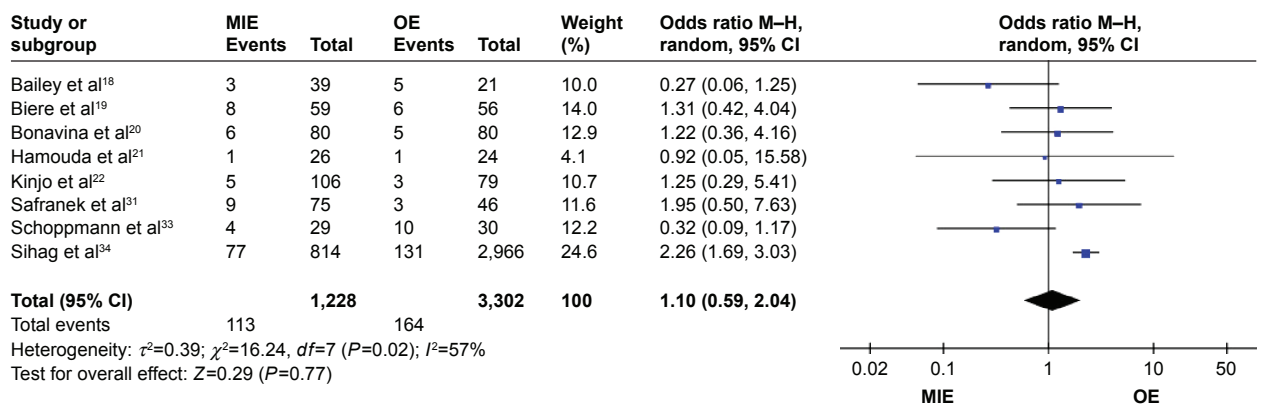 Study or subgroup MIE Events Total OE Events Total Weight (%) Odds ratio M–H, random, 95% CI Odds ratio M–H, random, 95% CI
Bailey et al18 3 39 5 21 10.0 0.27 (0.06, 1.25)
Biere et al19 8 59 6 56 14.0 1.31 (0.42, 4.04)
Bonavina et al20 6 80 5 80 12.9 1.22 (0.36, 4.16)
Hamouda et al21 1 26 1 24 4.1 0.92 (0.05, 15.58)
Kinjo et al22 5 106 3 79 10.7 1.25 (0.29, 5.41)
Safranek et al31 9 75 3 46 11.6 1.95 (0.50, 7.63)
Schoppmann et al33 4 29 10 30 12.2 0.32 (0.09, 1.17)
Sihag et al34 77 814 131 2,966 24.6 2.26 (1.69, 3.03)
Total (95% CI) 1,228 3,302 100 1.10 (0.59, 2.04)
Total events 113 164
Heterogeneity: τ²=0.39; χ²=16.24, df=7 (P=0.02); I²=57%
Test for overall effect: Z=0.29 (P=0.77)
0.02 0.1 1 10 50
MIE OE